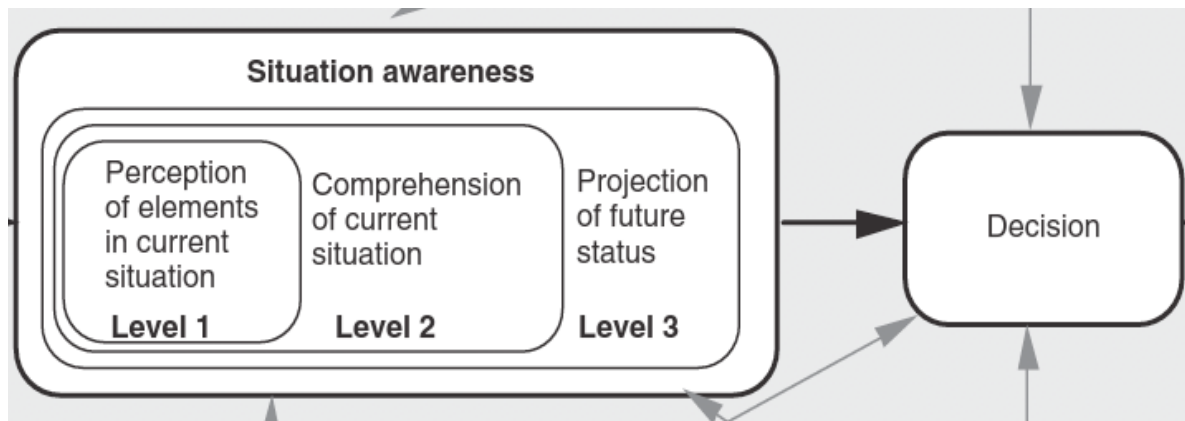 Situation awareness
Perception
of elements
in current
situation
Level 1
Comprehension
of current
situation
Level 2
Projection
of future
status
Level 3
Decision